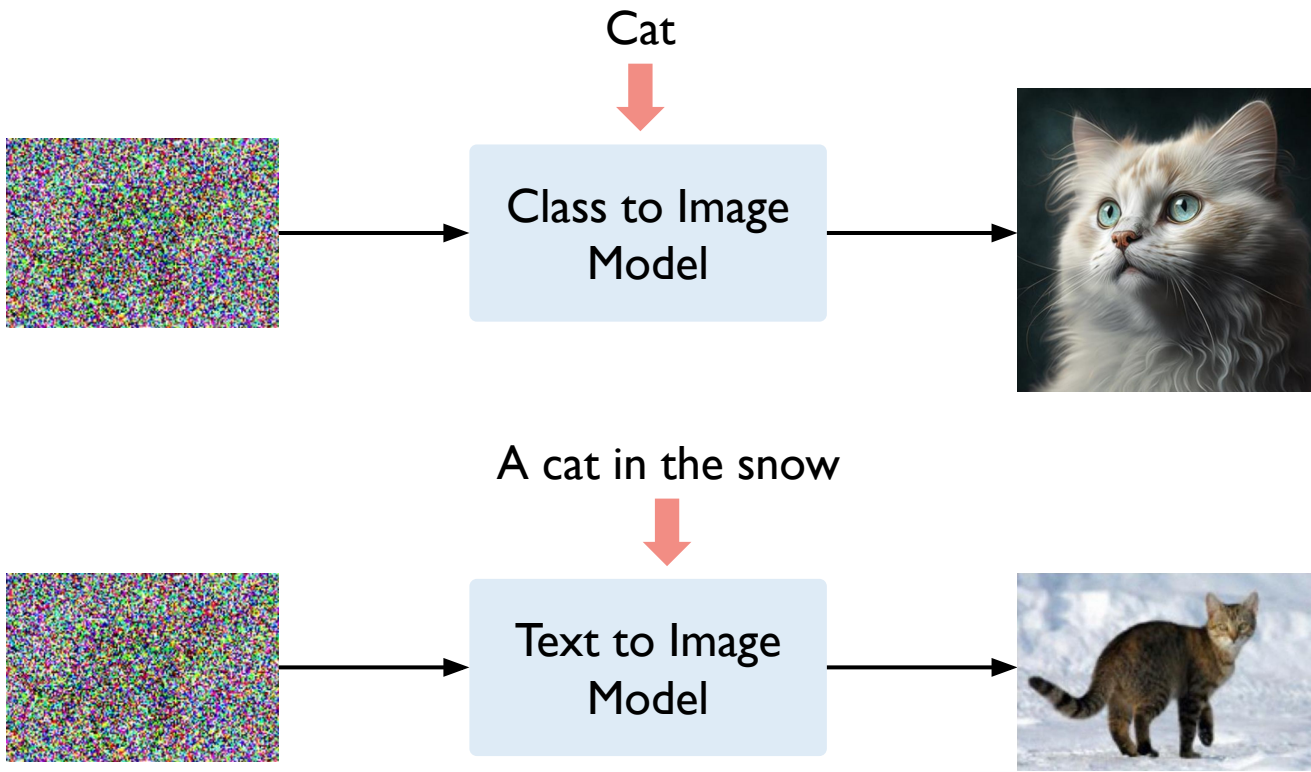 Cat
Class to Image
Model
A cat in the snow
Text to Image
Model